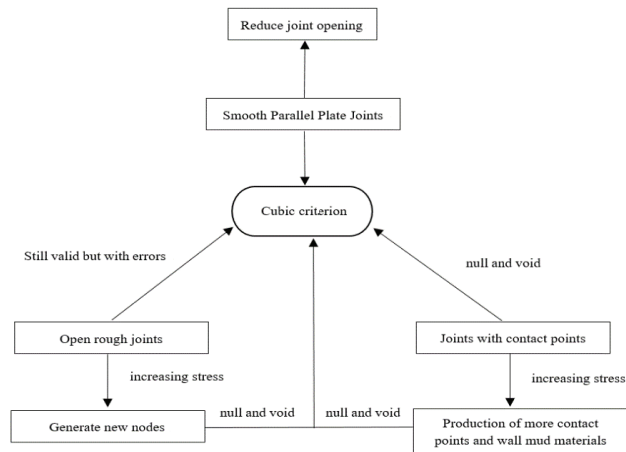 Reduce joint opening
Smooth Parallel Plate Joints
Cubic criterion
Still valid but with errors
null and void
Open rough joints
Joints with contact points
increasing stress
increasing stress
Generate new nodes
null and void
null and void
Production of more contact
points and wall mud materials